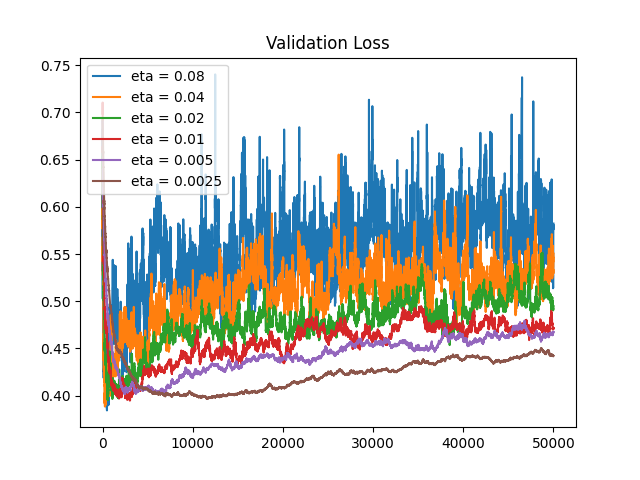 Validation Loss
0.75
0.70
0.65
0.60
0.55
0.50
0.45
0.40
eta = 0.08
eta = 0.04
eta = 0.02
eta = 0.01
eta = 0.005
eta = 0.0025
0 10000 20000 30000 40000 50000